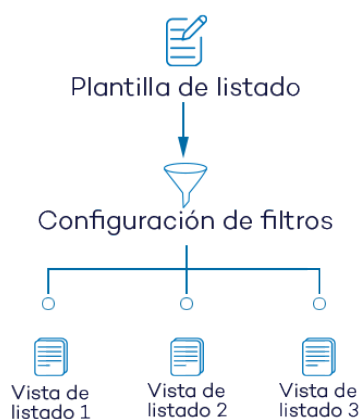 Plantilla de listado
Configuración de filtros
Vista de
listado 1
Vista de
listado 2
Vista de
listado 3